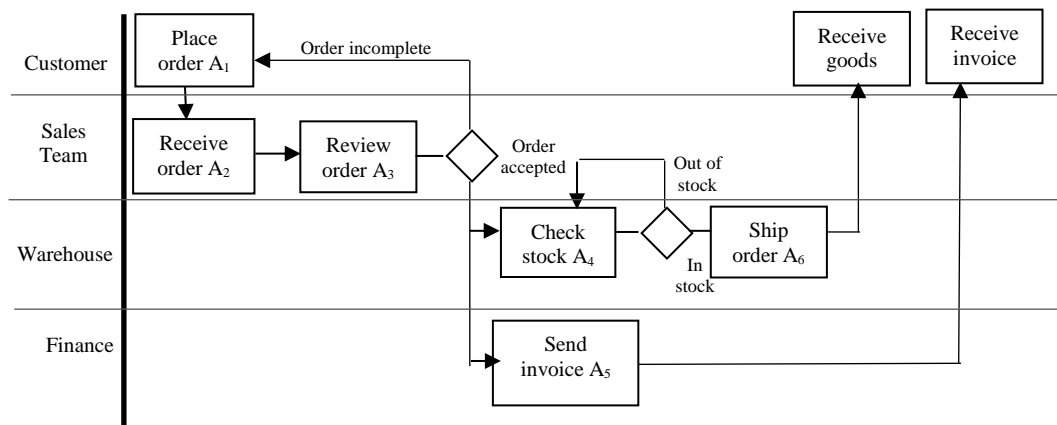 Customer
Place
order A₁
Order incomplete
Receive
goods
Receive
invoice
Sales
Team
Receive
order A₂
Review
order A₃
Order
accepted
Out of
stock
Warehouse
Check
stock A₄
In
stock
Ship
order A₆
Finance
Send
invoice A₅